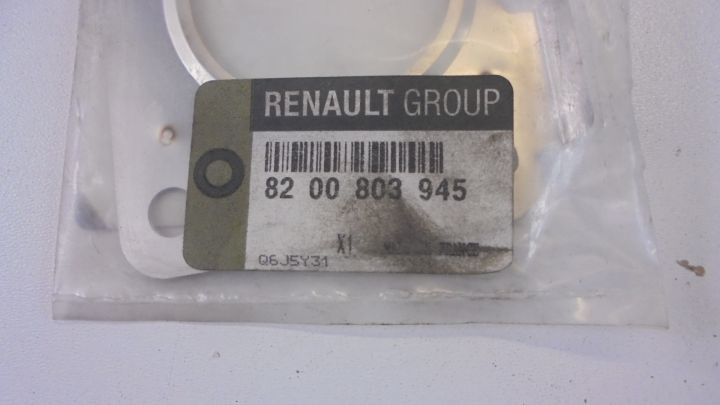 RENAULT GROUP
82 00 803 945
X1
Q6J5Y31